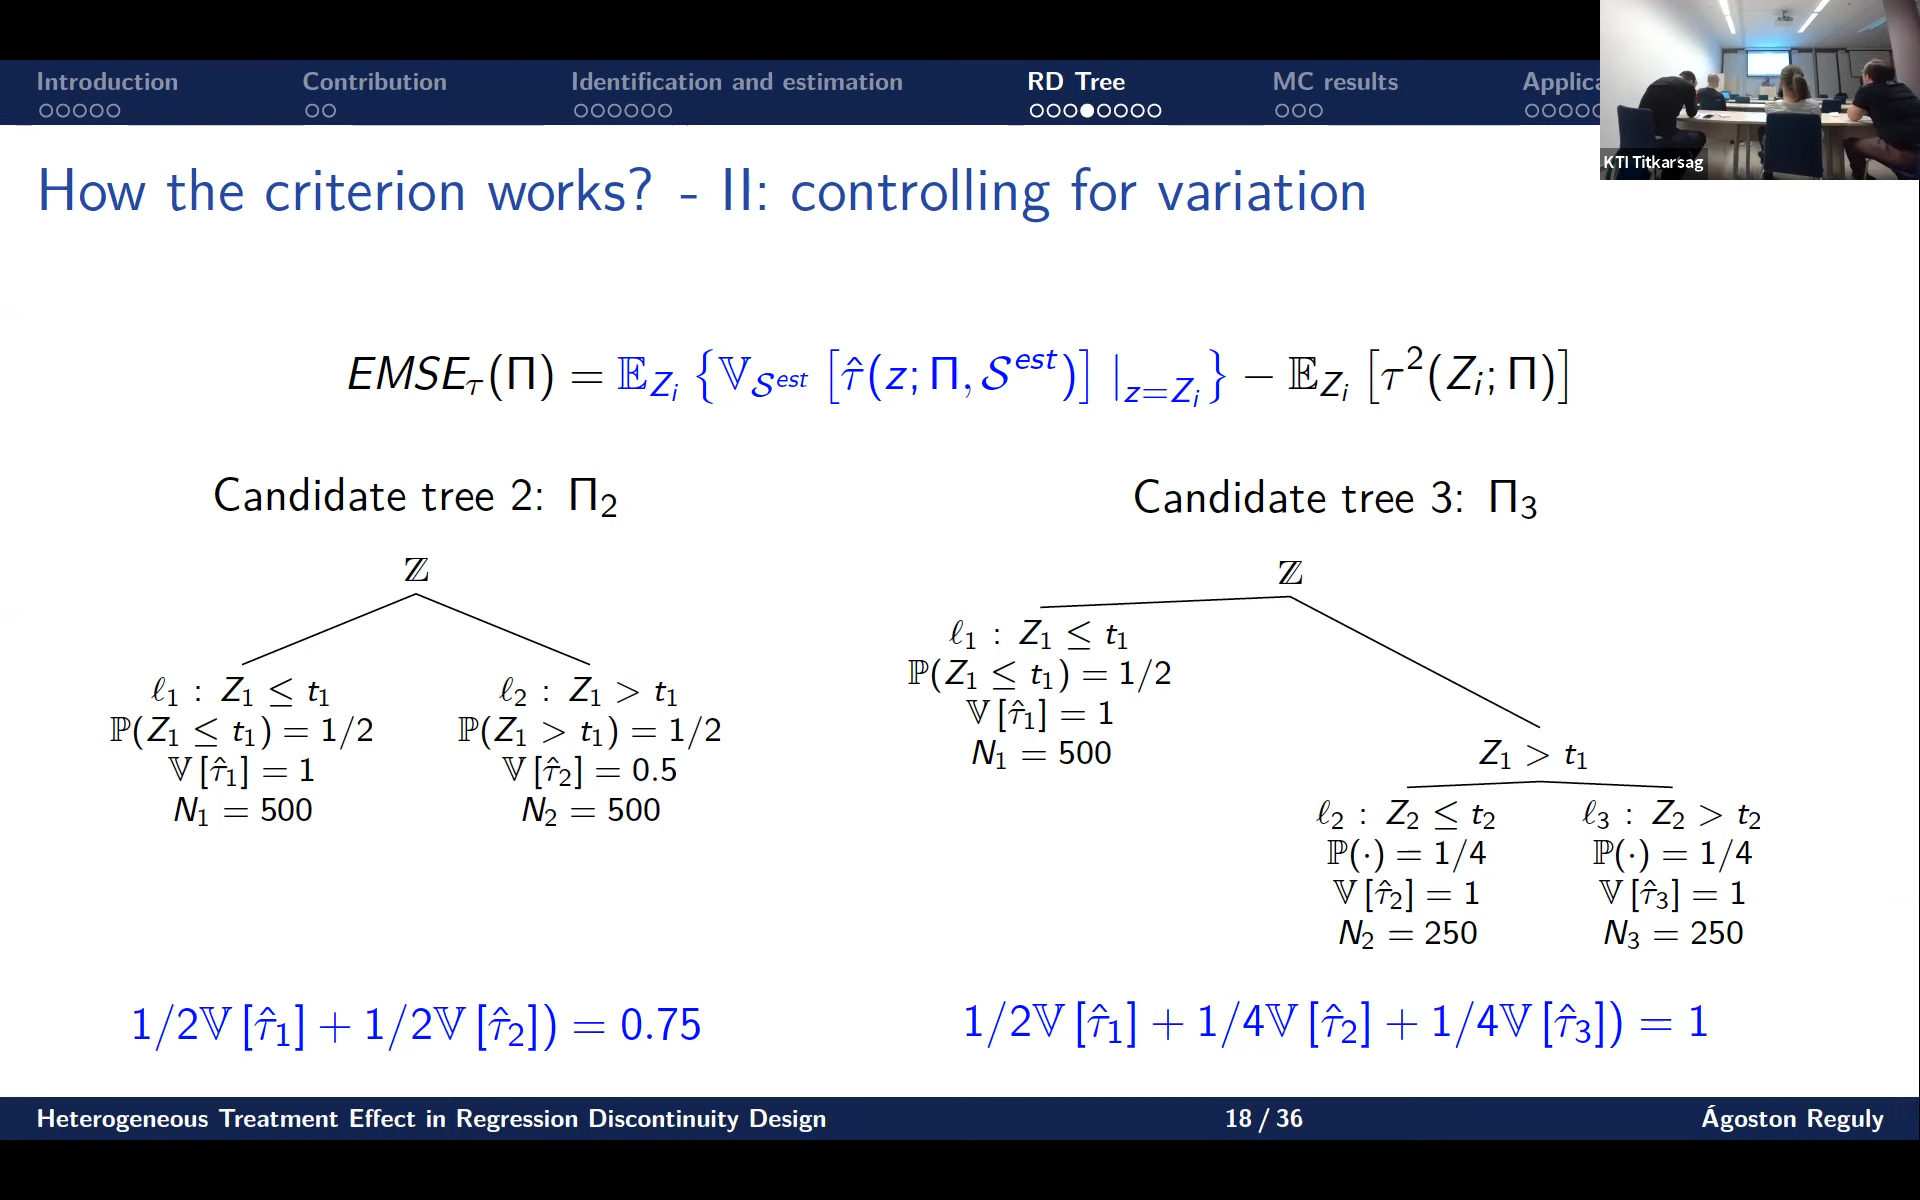 Introduction Contribution Identification and estimation RD Tree MC results Applica
KTI Titkarsag
How the criterion works? - II: controlling for variation
EMSE_τ(Π) = 𝔼_{Z_i} {𝕍_{𝒮^{est}} [τ̂(z; Π, 𝒮^{est})] |_{z=Z_i}} − 𝔼_{Z_i} [τ²(Z_i; Π)]
Candidate tree 2: Π₂
ℤ
ℓ₁ : Z₁ ≤ t₁
ℙ(Z₁ ≤ t₁) = 1/2
𝕍[τ̂₁] = 1
N₁ = 500
ℓ₂ : Z₁ > t₁
ℙ(Z₁ > t₁) = 1/2
𝕍[τ̂₂] = 0.5
N₂ = 500
1/2𝕍[τ̂₁] + 1/2𝕍[τ̂₂]) = 0.75
Candidate tree 3: Π₃
ℤ
ℓ₁ : Z₁ ≤ t₁
ℙ(Z₁ ≤ t₁) = 1/2
𝕍[τ̂₁] = 1
N₁ = 500
Z₁ > t₁
ℓ₂ : Z₂ ≤ t₂
ℙ(·) = 1/4
𝕍[τ̂₂] = 1
N₂ = 250
ℓ₃ : Z₂ > t₂
ℙ(·) = 1/4
𝕍[τ̂₃] = 1
N₃ = 250
1/2𝕍[τ̂₁] + 1/4𝕍[τ̂₂] + 1/4𝕍[τ̂₃]) = 1
Heterogeneous Treatment Effect in Regression Discontinuity Design 18 / 36 Ágoston Reguly